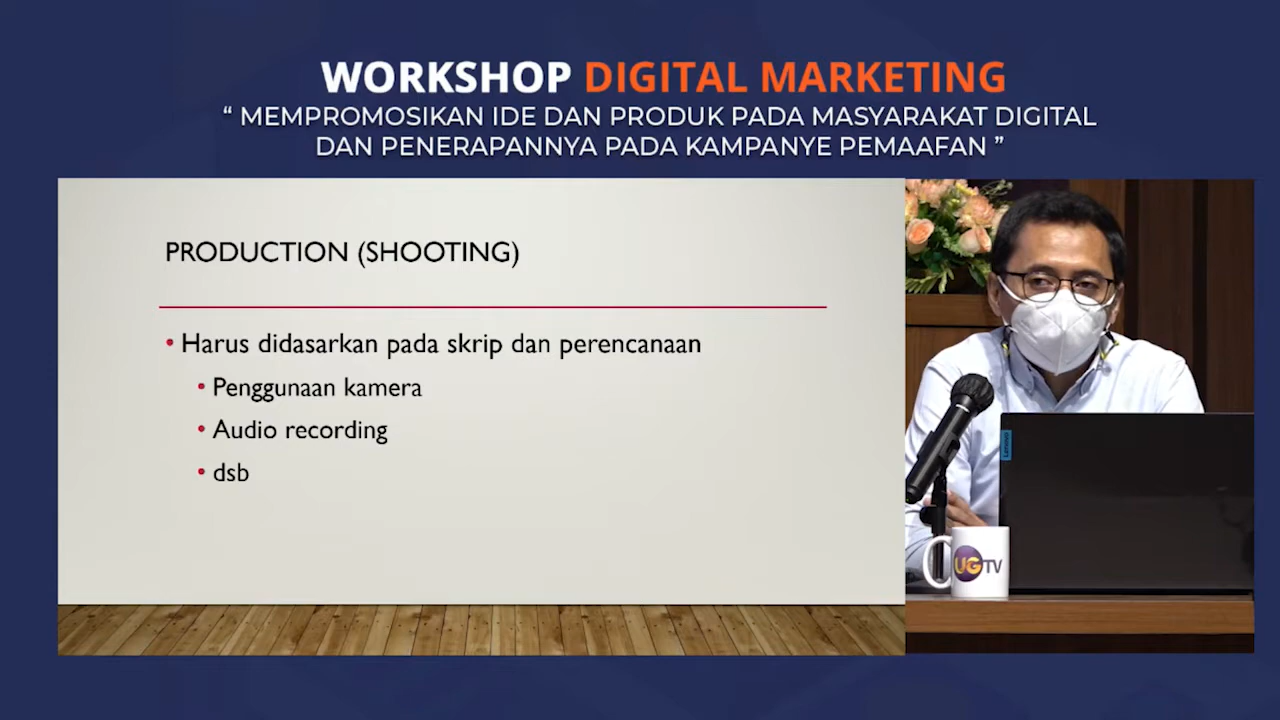 WORKSHOP DIGITAL MARKETING
“ MEMPROMOSIKAN IDE DAN PRODUK PADA MASYARAKAT DIGITAL
DAN PENERAPANNYA PADA KAMPANYE PEMAAFAN ”
PRODUCTION (SHOOTING)
• Harus didasarkan pada skrip dan perencanaan
• Penggunaan kamera
• Audio recording
• dsb
Lenovo
UGTV